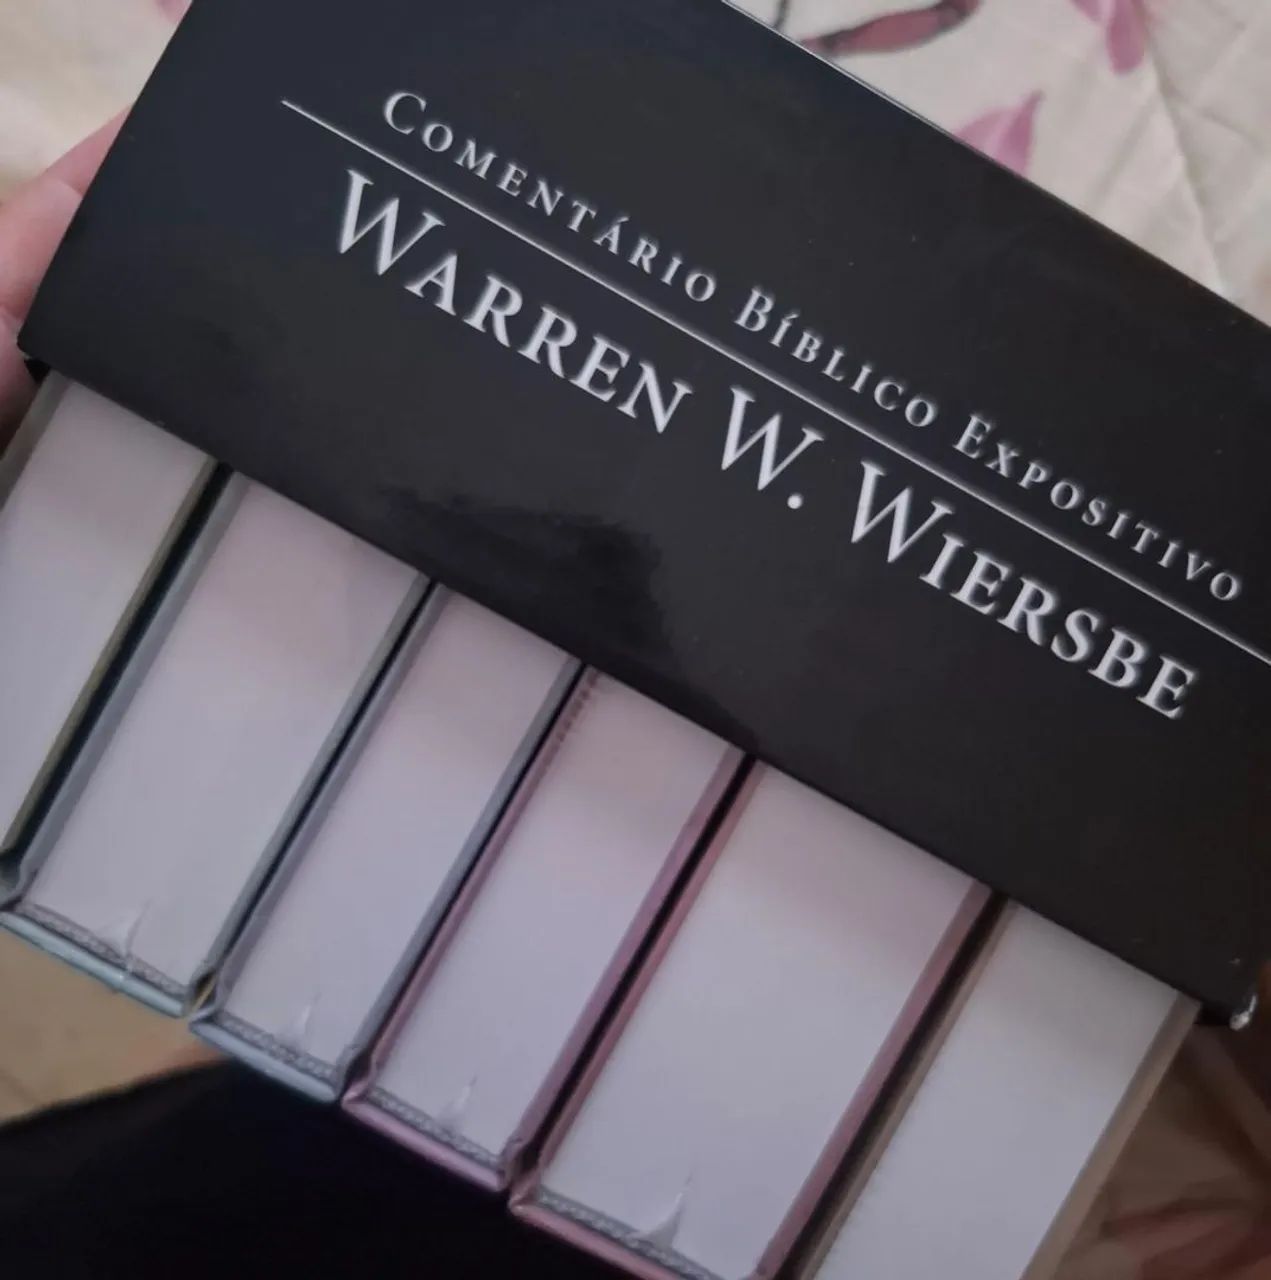 Comentário Bíblico Expositivo
Warren W. Wiersbe